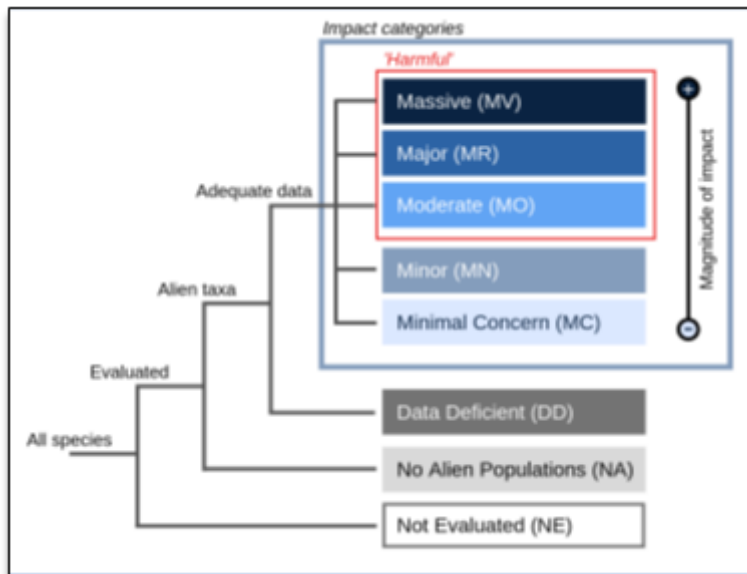 Impact categories
'Harmful'
Massive (MV)
Major (MR)
Adequate data
Moderate (MO)
Magnitude of impact
Minor (MN)
Alien taxa
Minimal Concern (MC)
Evaluated
Data Deficient (DD)
All species
No Alien Populations (NA)
Not Evaluated (NE)
+
−